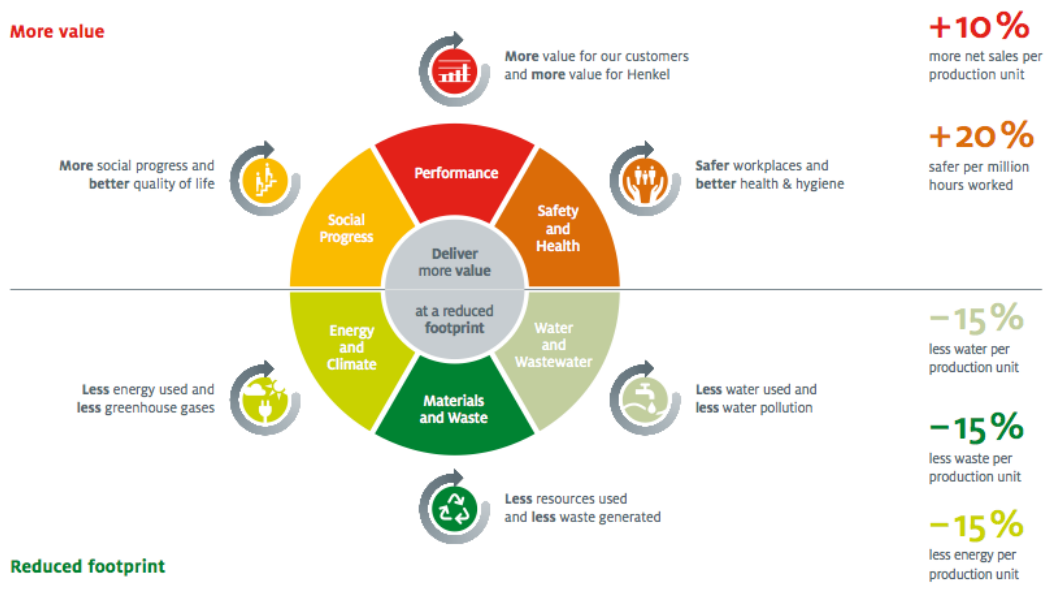 More value
More value for our customers
and more value for Henkel
+10%
more net sales per
production unit
+20%
safer per million
hours worked
More social progress and
better quality of life
Safer workplaces and
better health & hygiene
Performance
Social
Progress
Safety
and
Health
Deliver
more value
at a reduced
footprint
Energy
and
Climate
Water
and
Wastewater
Materials
and Waste
Less energy used and
less greenhouse gases
Less water used and
less water pollution
Less resources used
and less waste generated
−15%
less water per
production unit
−15%
less waste per
production unit
−15%
less energy per
production unit
Reduced footprint